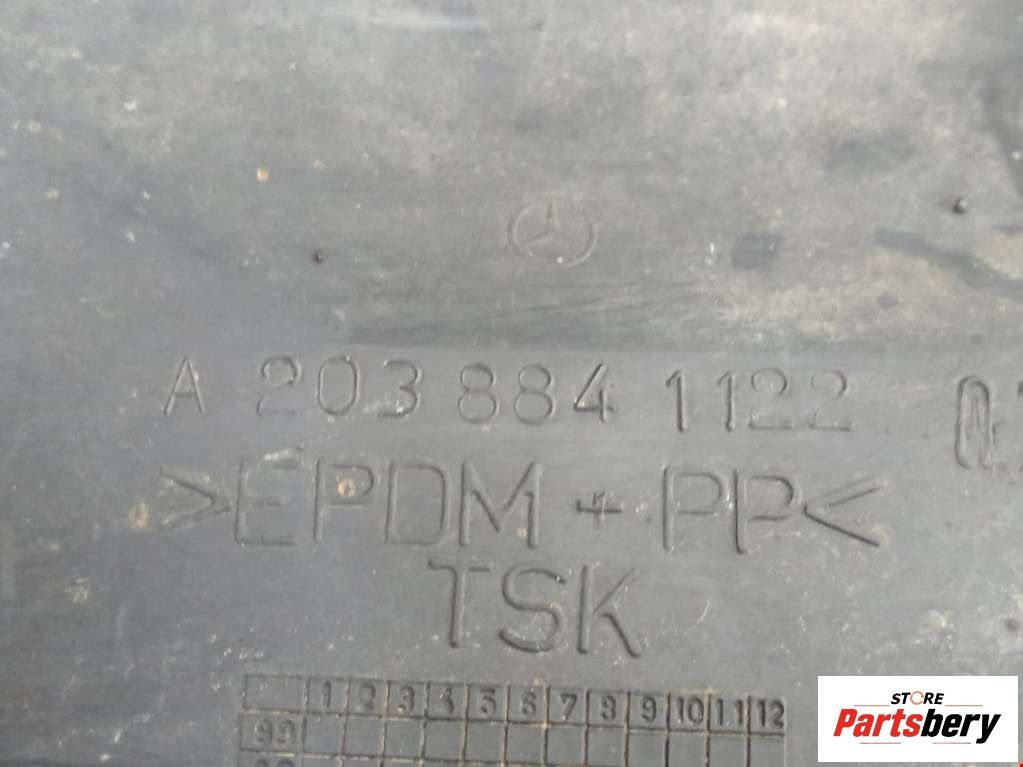 A 203 884 1122
>EPDM + PP<
TSK
1 2 3 4 5 6 7 8 9 10 11 12
99
STORE
Partsbery